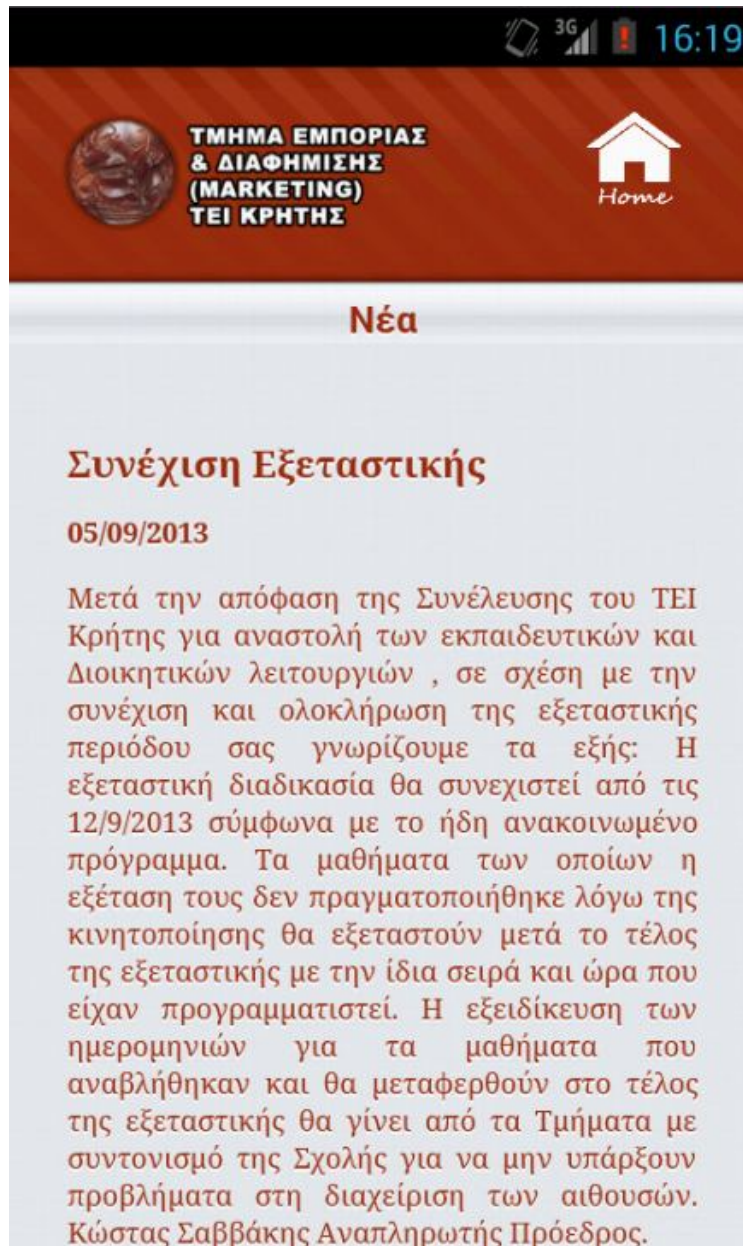 3G 16:19
ΤΜΗΜΑ ΕΜΠΟΡΙΑΣ
& ΔΙΑΦΗΜΙΣΗΣ
(MARKETING)
ΤΕΙ ΚΡΗΤΗΣ
Home
Νέα
Συνέχιση Εξεταστικής
05/09/2013
Μετά την απόφαση της Συνέλευσης του ΤΕΙ
Κρήτης για αναστολή των εκπαιδευτικών και
Διοικητικών λειτουργιών , σε σχέση με την
συνέχιση και ολοκλήρωση της εξεταστικής
περιόδου σας γνωρίζουμε τα εξής: Η
εξεταστική διαδικασία θα συνεχιστεί από τις
12/9/2013 σύμφωνα με το ήδη ανακοινωμένο
πρόγραμμα. Τα μαθήματα των οποίων η
εξέταση τους δεν πραγματοποιήθηκε λόγω της
κινητοποίησης θα εξεταστούν μετά το τέλος
της εξεταστικής με την ίδια σειρά και ώρα που
είχαν προγραμματιστεί. Η εξειδίκευση των
ημερομηνιών για τα μαθήματα που
αναβλήθηκαν και θα μεταφερθούν στο τέλος
της εξεταστικής θα γίνει από τα Τμήματα με
συντονισμό της Σχολής για να μην υπάρξουν
προβλήματα στη διαχείριση των αιθουσών.
Κώστας Σαββάκης Αναπληρωτής Πρόεδρος.